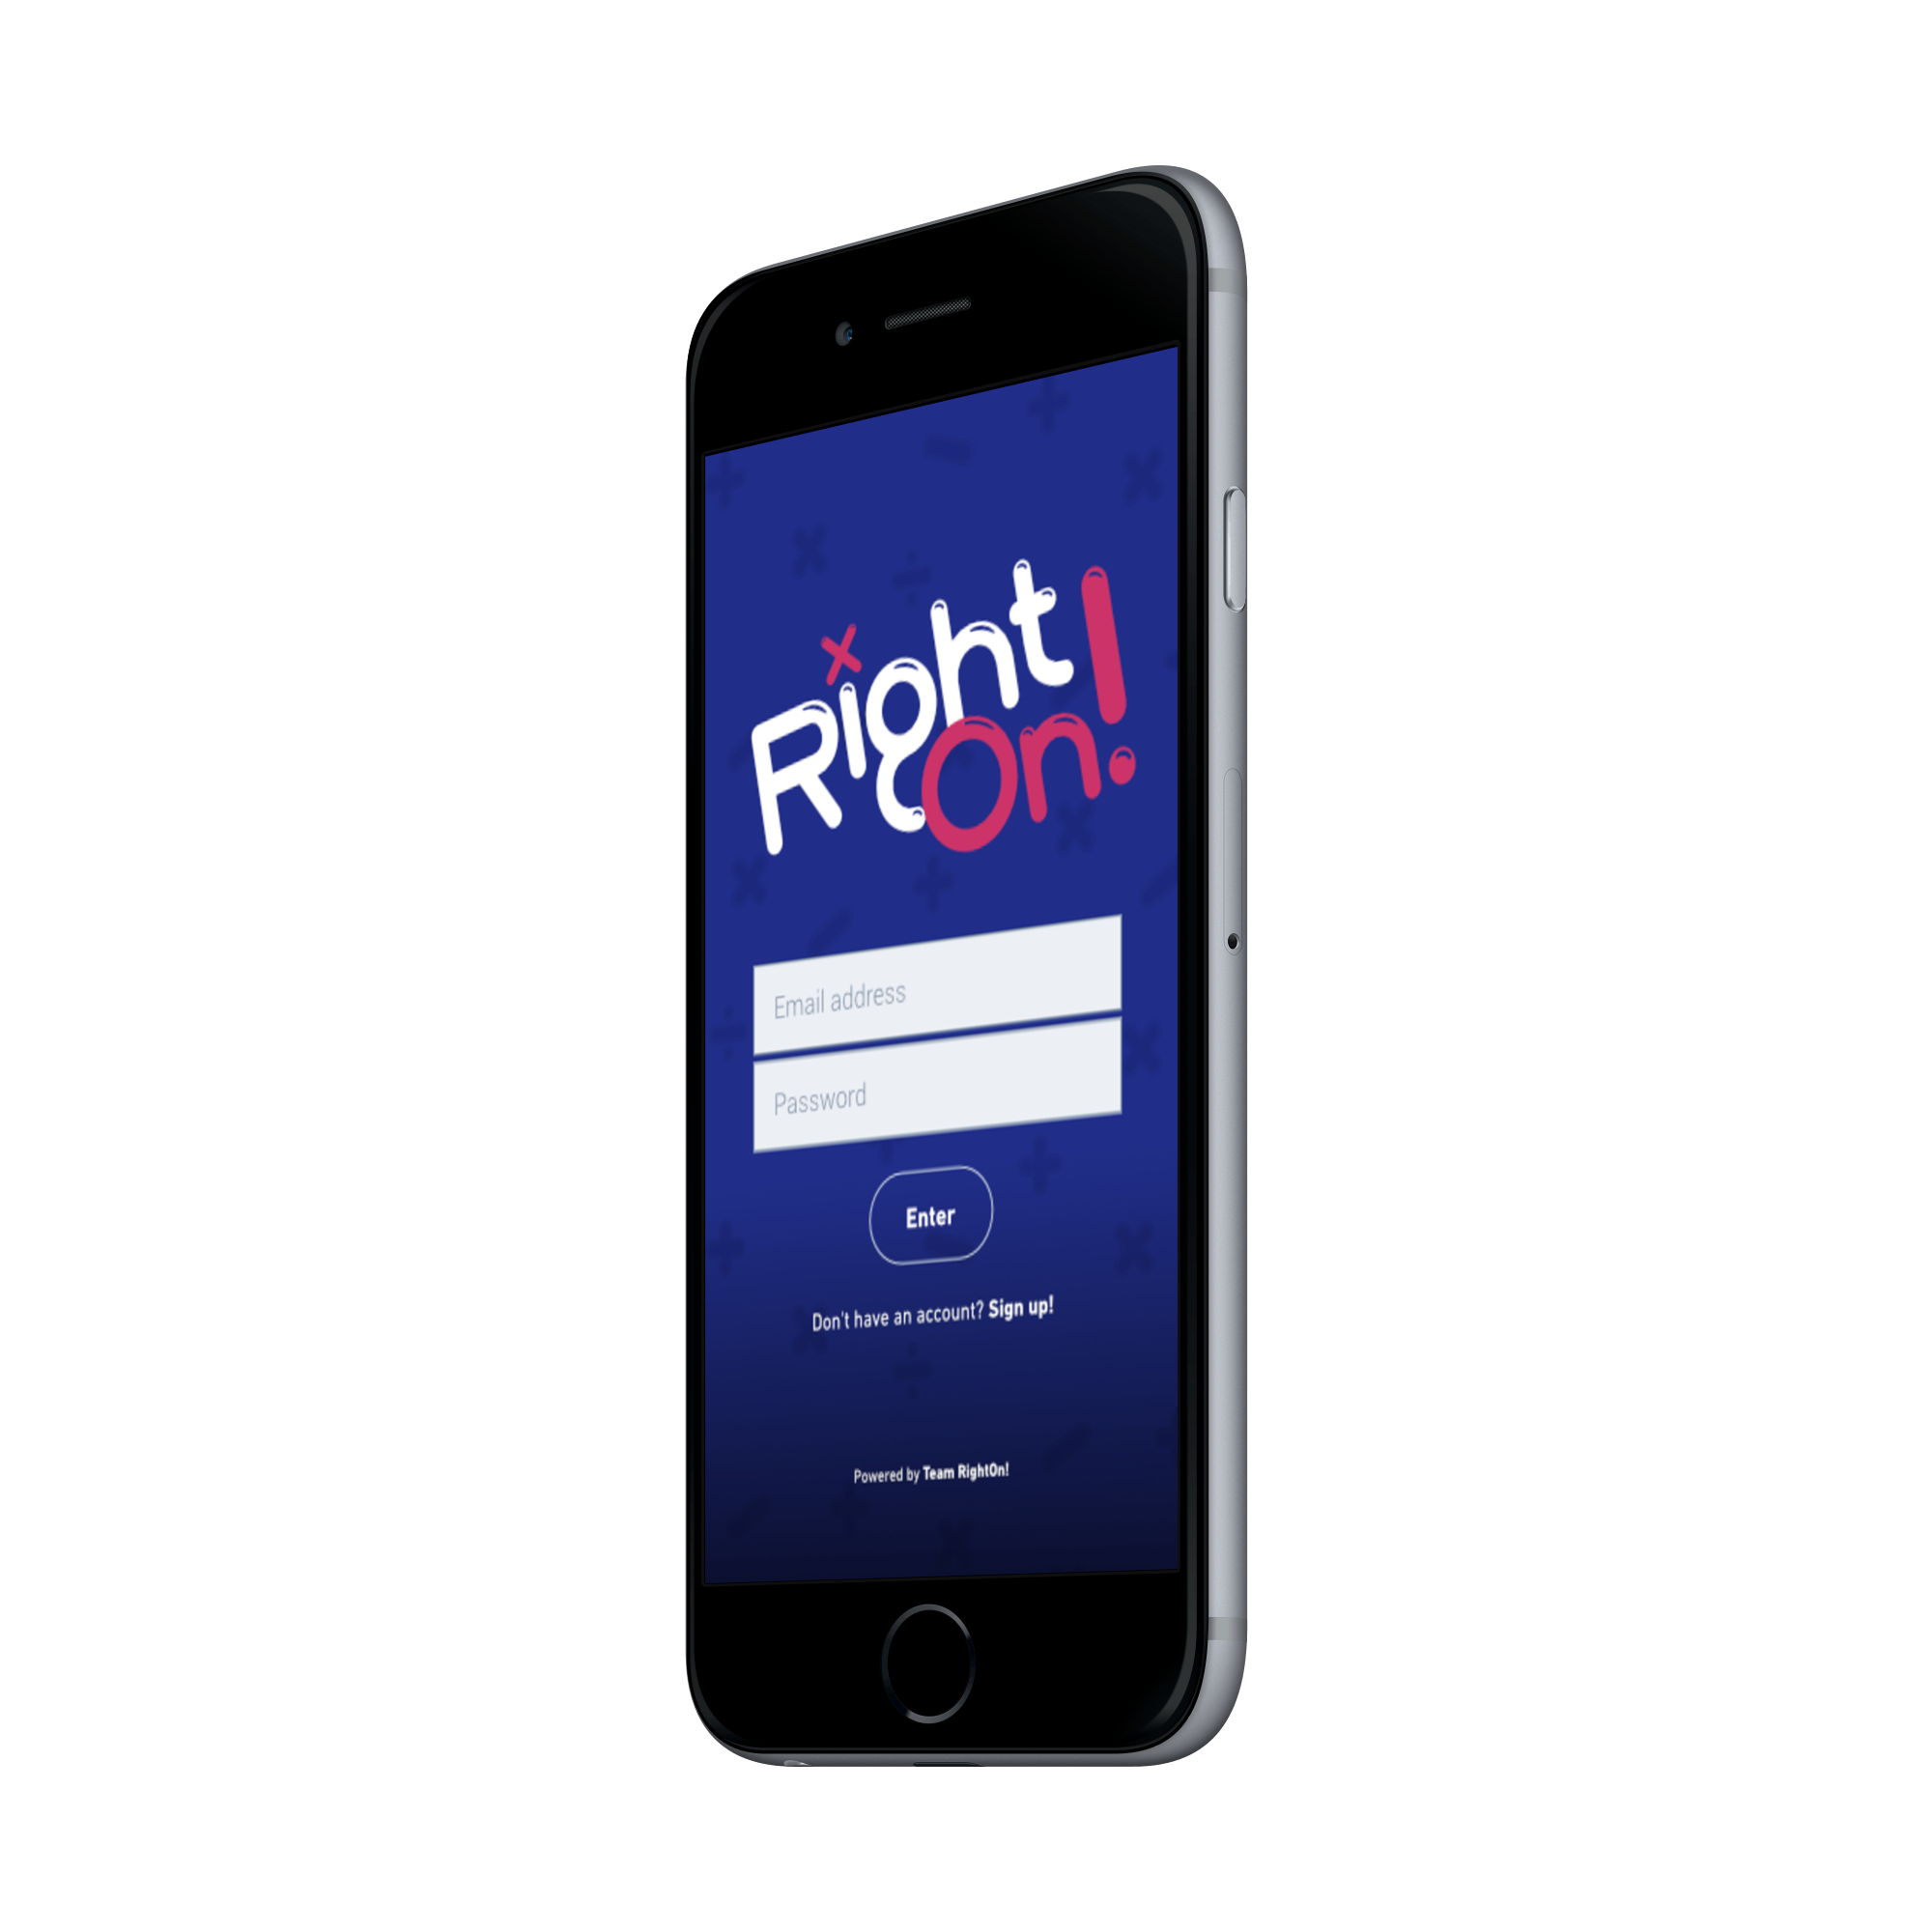 Right
On!
Email address
Password
Enter
Don't have an account? Sign up!
Powered by Team RightOn!